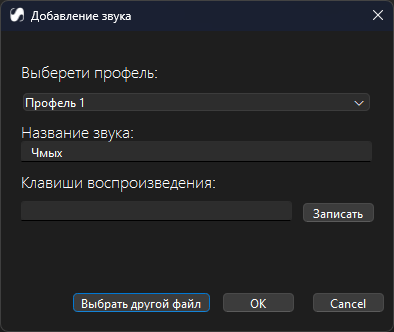 Добавление звука
Выберети профель:
Профель 1
Название звука:
Чмых
Клавиши воспроизведения:
Записать
Выбрать другой файл
OK
Cancel